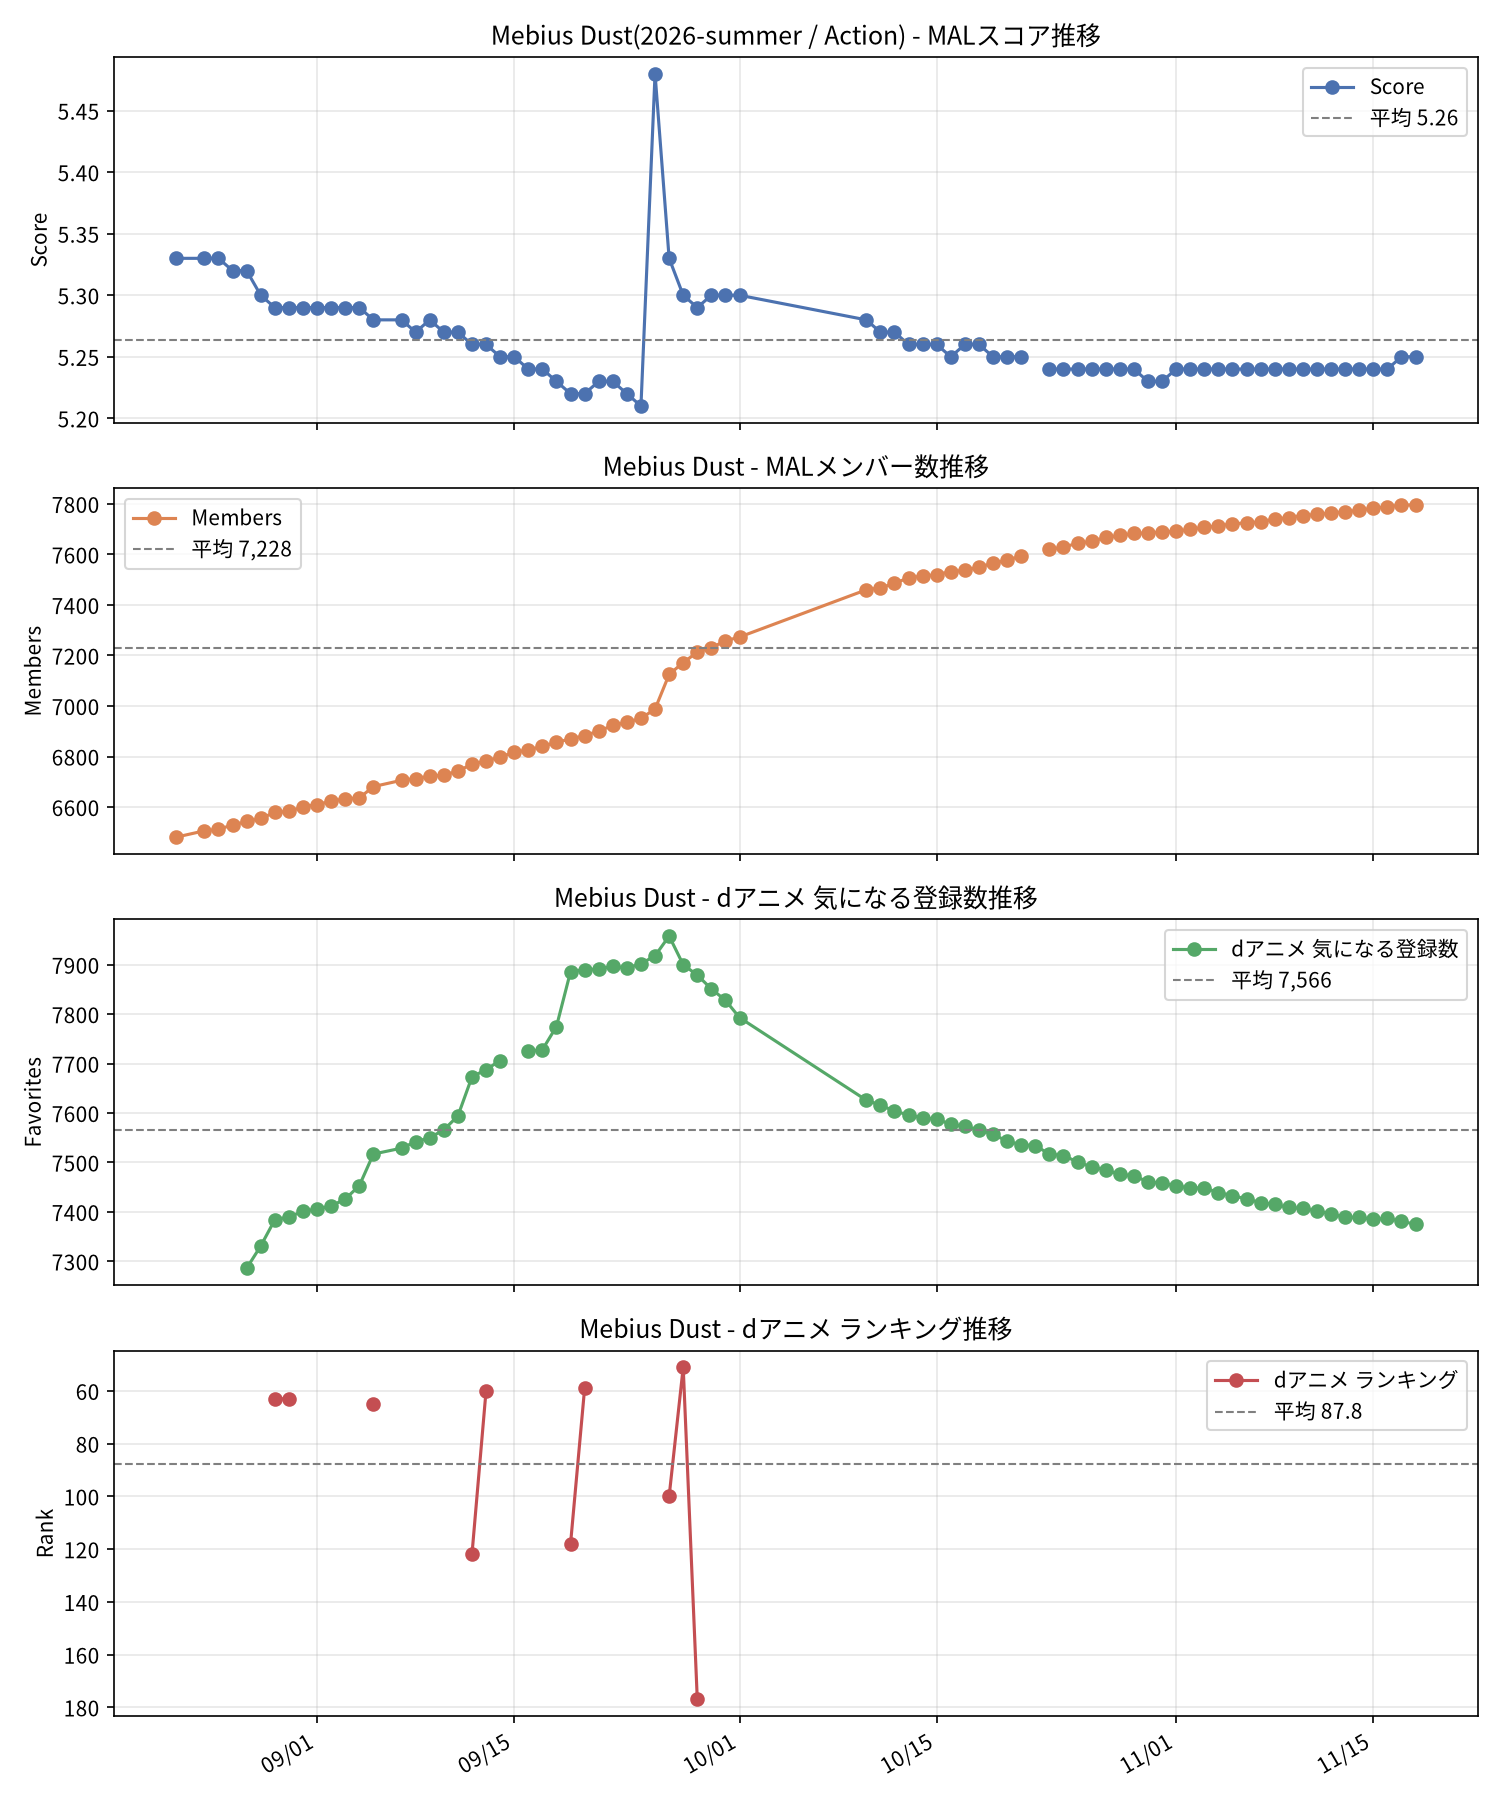 Mebius Dust(2026-summer / Action) - MALスコア推移
Score
5.45
5.40
5.35
5.30
5.25
5.20
Score
平均 5.26
Mebius Dust - MALメンバー数推移
Members
7800
7600
7400
7200
7000
6800
6600
Members
平均 7,228
Mebius Dust - dアニメ 気になる登録数推移
Favorites
7900
7800
7700
7600
7500
7400
7300
dアニメ 気になる登録数
平均 7,566
Mebius Dust - dアニメ ランキング推移
Rank
60
80
100
120
140
160
180
dアニメ ランキング
平均 87.8
09/01
09/15
10/01
10/15
11/01
11/15